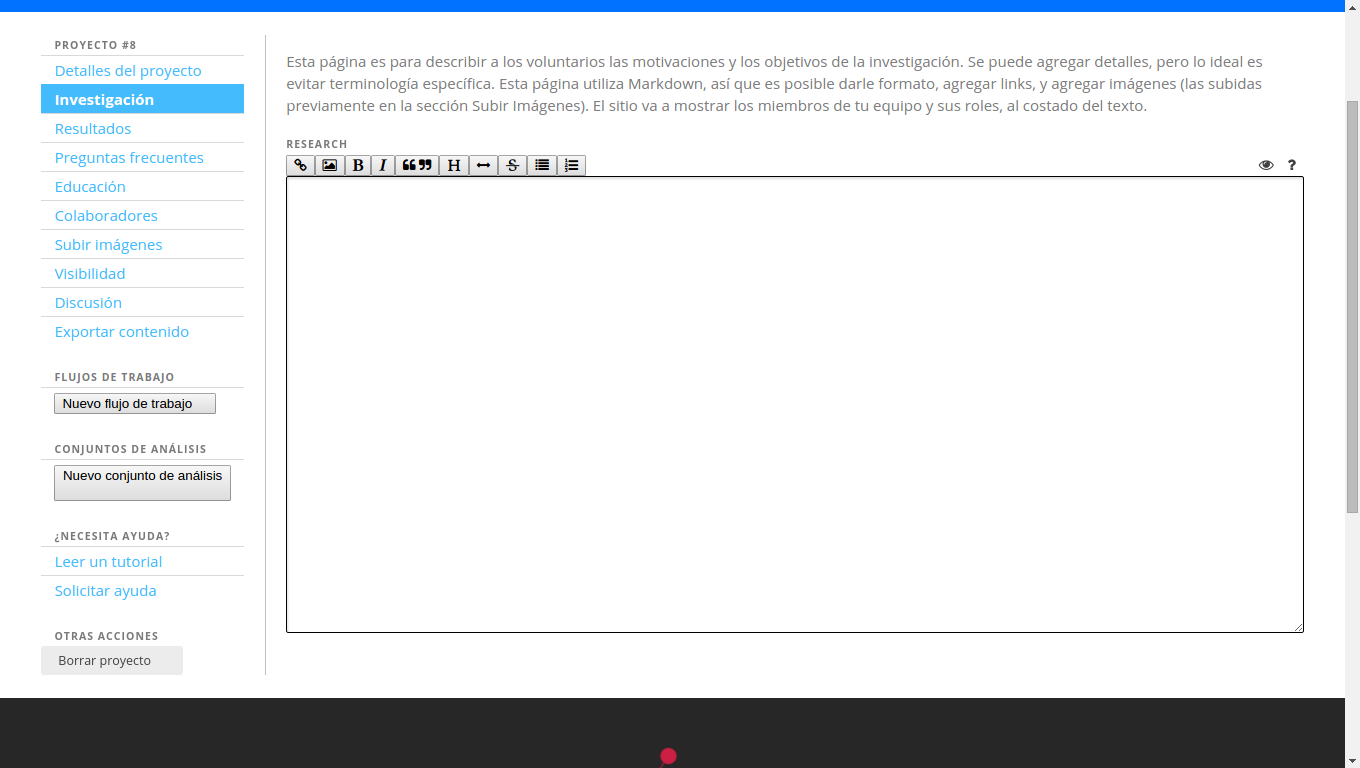 PROYECTO #8
Detalles del proyecto
Investigación
Resultados
Preguntas frecuentes
Educación
Colaboradores
Subir imágenes
Visibilidad
Discusión
Exportar contenido
FLUJOS DE TRABAJO
Nuevo flujo de trabajo
CONJUNTOS DE ANÁLISIS
Nuevo conjunto de análisis
¿NECESITA AYUDA?
Leer un tutorial
Solicitar ayuda
OTRAS ACCIONES
Borrar proyecto
Esta página es para describir a los voluntarios las motivaciones y los objetivos de la investigación. Se puede agregar detalles, pero lo ideal es
evitar terminología específica. Esta página utiliza Markdown, así que es posible darle formato, agregar links, y agregar imágenes (las subidas
previamente en la sección Subir Imágenes). El sitio va a mostrar los miembros de tu equipo y sus roles, al costado del texto.
RESEARCH
B I H S ?